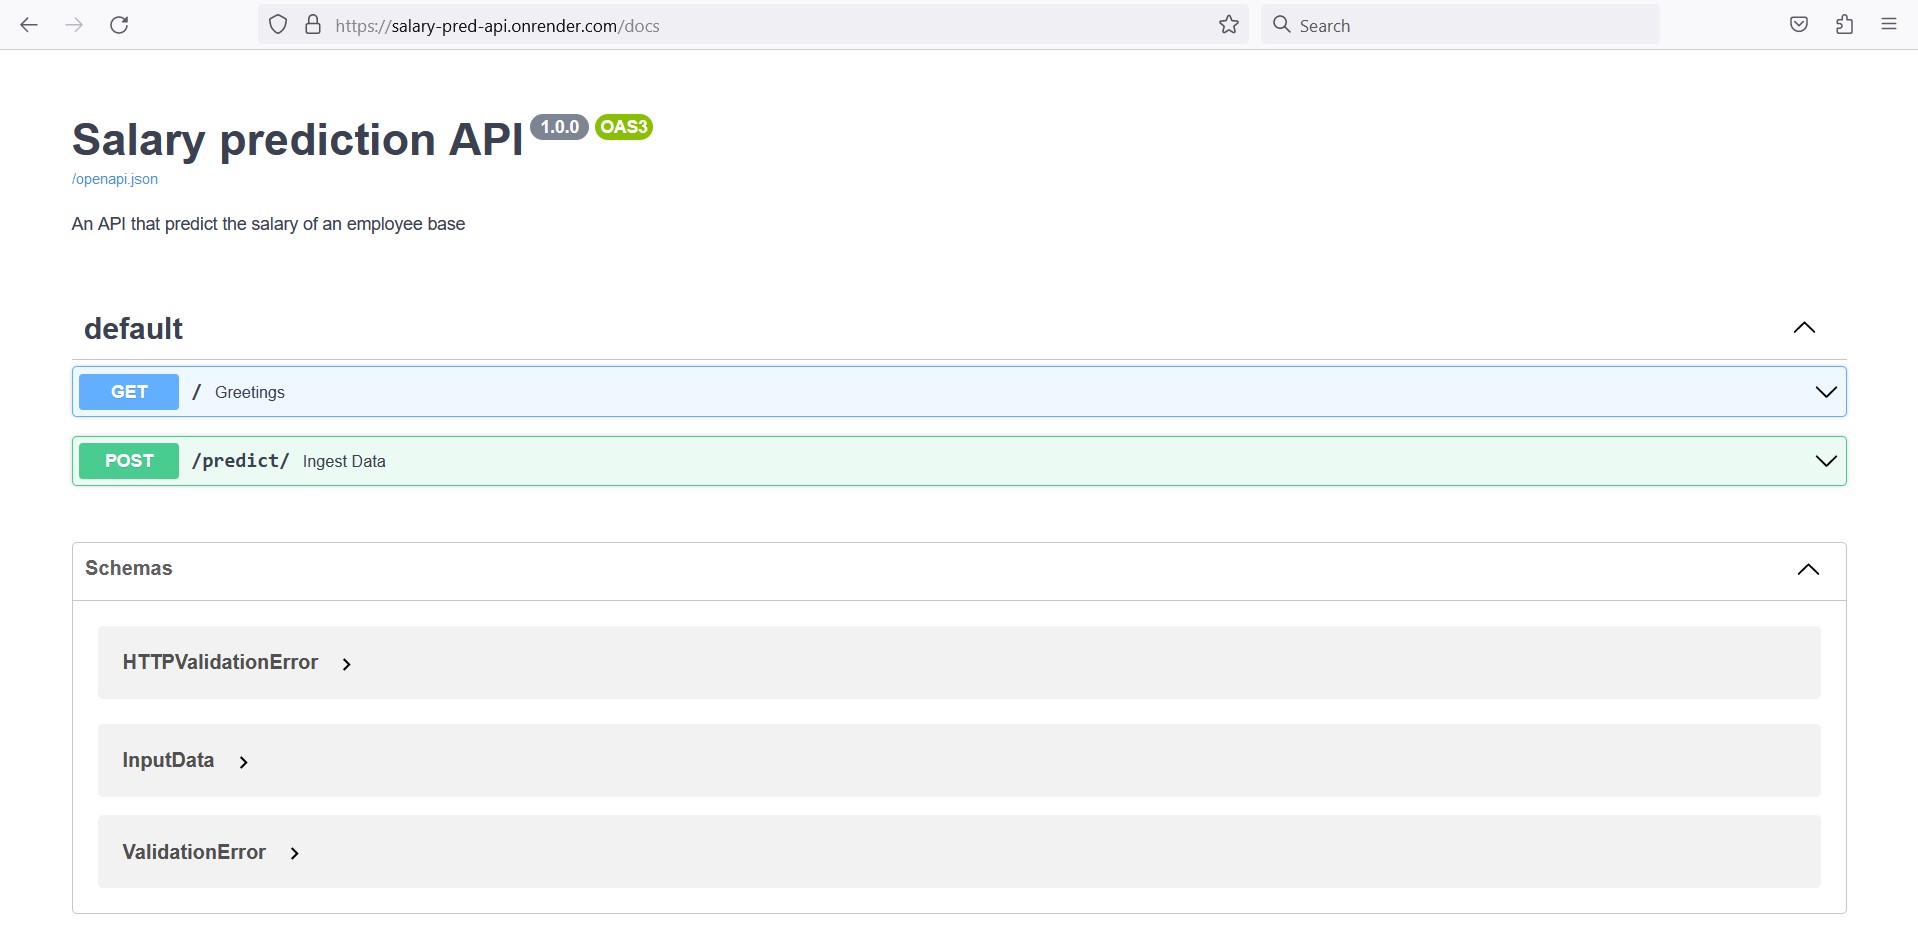 https://salary-pred-api.onrender.com/docs
Search
Salary prediction API 1.0.0 OAS3
/openapi.json
An API that predict the salary of an employee base
default
GET / Greetings
POST /predict/ Ingest Data
Schemas
HTTPValidationError
InputData
ValidationError